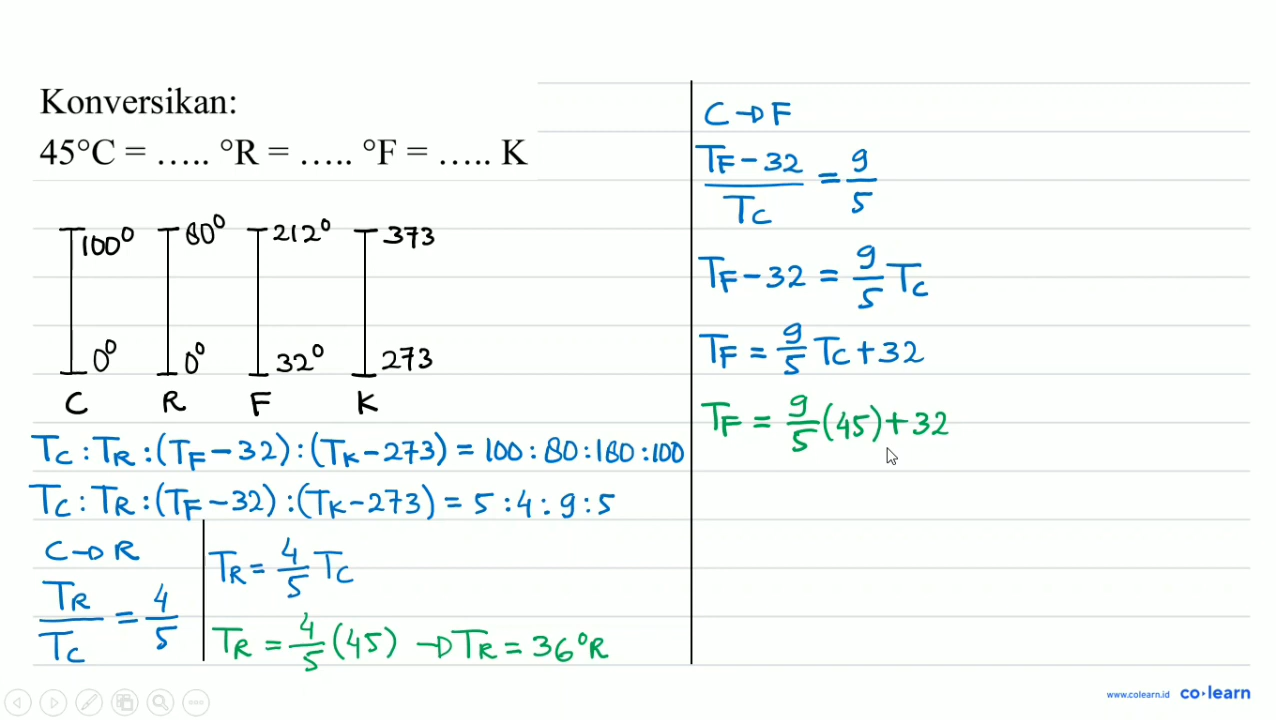 Konversikan:
45°C = ..... °R = ..... °F = ..... K
100° 80° 212° 373
0° 0° 32° 273
C R F K
Tc : TR : (TF − 32) : (TK − 273) = 100 : 80 : 180 : 100
Tc : TR : (TF − 32) : (TK − 273) = 5 : 4 : 9 : 5
C → R
TR/TC = 4/5
TR = 4/5 TC
TR = 4/5 (45) → TR = 36°R
C → F
TF − 32/TC = 9/5
TF − 32 = 9/5 TC
TF = 9/5 TC + 32
TF = 9/5 (45) + 32
www.colearn.id co·learn